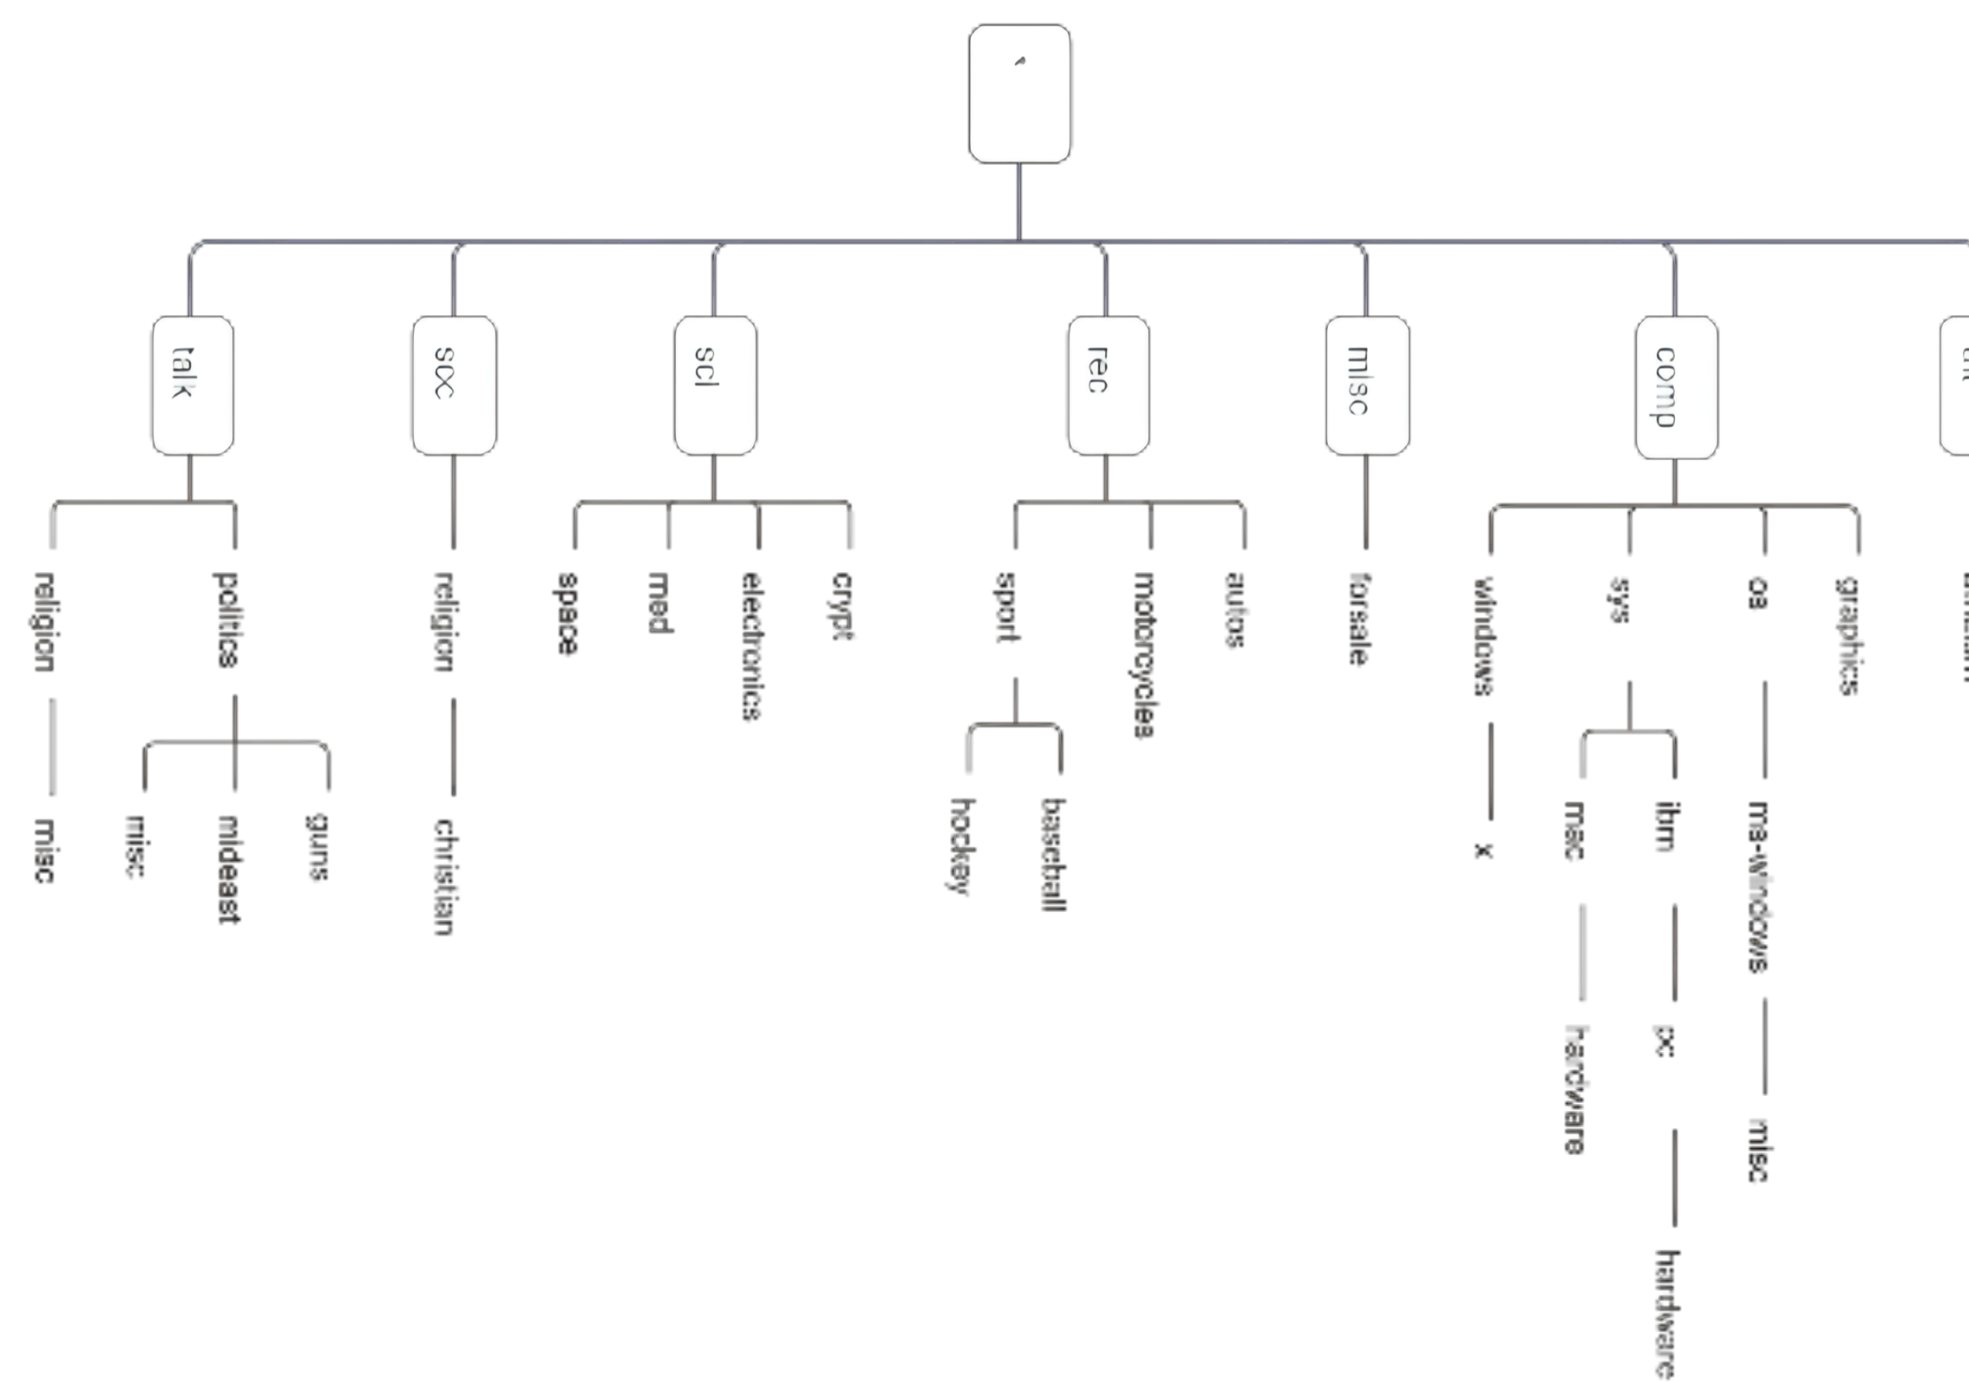 talk
soc
sci
rec
misc
comp
religion
politics
religion
space
med
electronics
crypt
sport
motorcycles
autos
forsale
windows
sys
os
graphics
misc
misc
mideast
guns
christian
hockey
baseball
x
mac
ibm
ms-windows
hardware
pc
misc
hardware